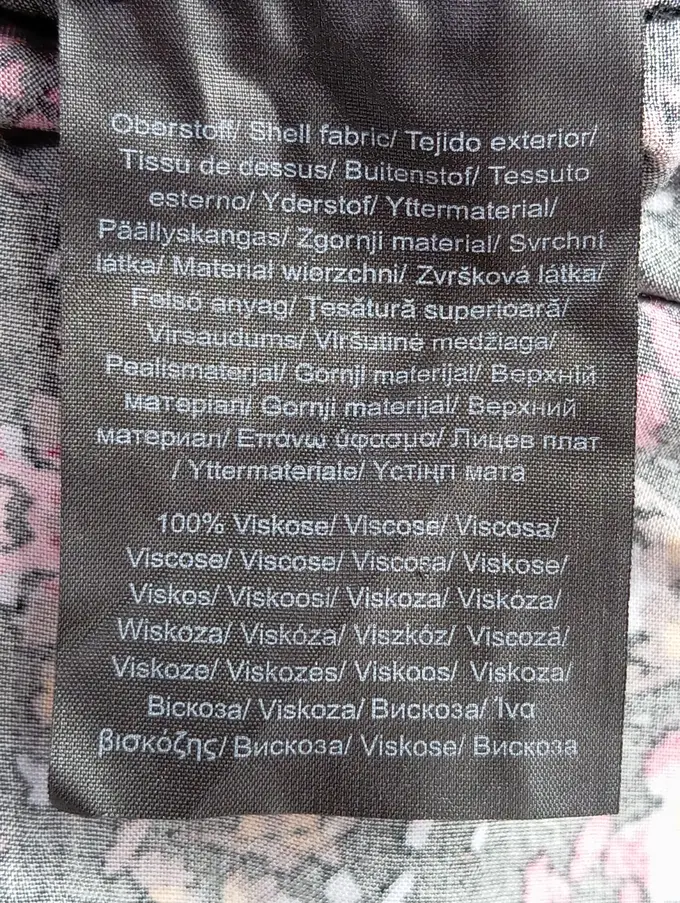 Oberstoff/ Shell fabric/ Tejido exterior/
Tissu de dessus/ Buitenstof/ Tessuto
esterno/ Yderstof/ Yttermaterial/
Päällyskangas/ Zgornji material/ Svrchní
látka/ Material wierzchni/ Zvršková látka/
Felső anyag/ Țesătură superioară/
Virsaudums/ Viršutinė medžiaga/
Pealismaterjal/ Gornji materijal/ Верхній
матеріал/ Gornji materijal/ Верхний
материал/ Επάνω ύφασμα/ Лицев плат
/ Yttermateriale/ Үстіңгі мата
100% Viskose/ Viscose/ Viscosa/
Viscose/ Viscose/ Viscosa/ Viskose/
Viskos/ Viskoosi/ Viskoza/ Viskóza/
Wiskoza/ Viskóza/ Viszkóz/ Viscoză/
Viskoze/ Viskozės/ Viskoos/ Viskoza/
Віскоза/ Viskoza/ Вискоза/ Ίνα
βισκόζης/ Вискоза/ Viskose/ Вискоза